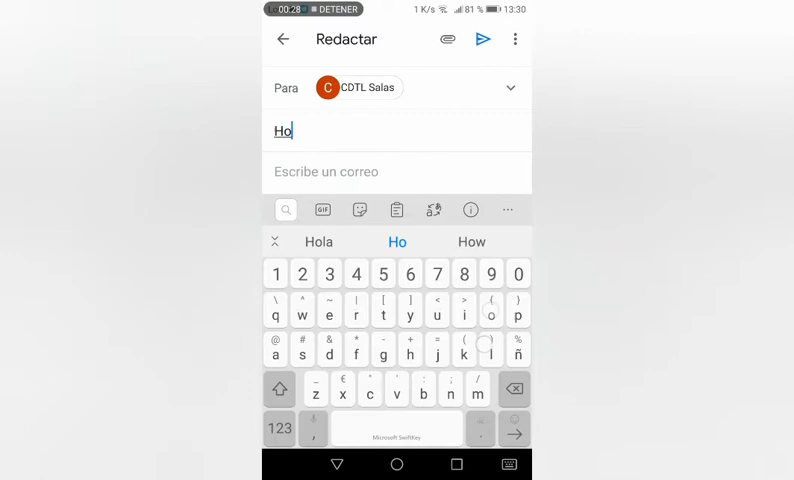 00:28 DETENER 1 K/s 81 % 13:30
Redactar
Para C CDTL Salas
Ho
Escribe un correo
GIF
Hola Ho How
1 2 3 4 5 6 7 8 9 0
\ ^ ~ | [ ] < > { }
q w e r t y u i o p
@ # & * - + = ( ) %
a s d f g h j k l ñ
_ € " ' : ; /
z x c v b n m
123 , Microsoft SwiftKey .